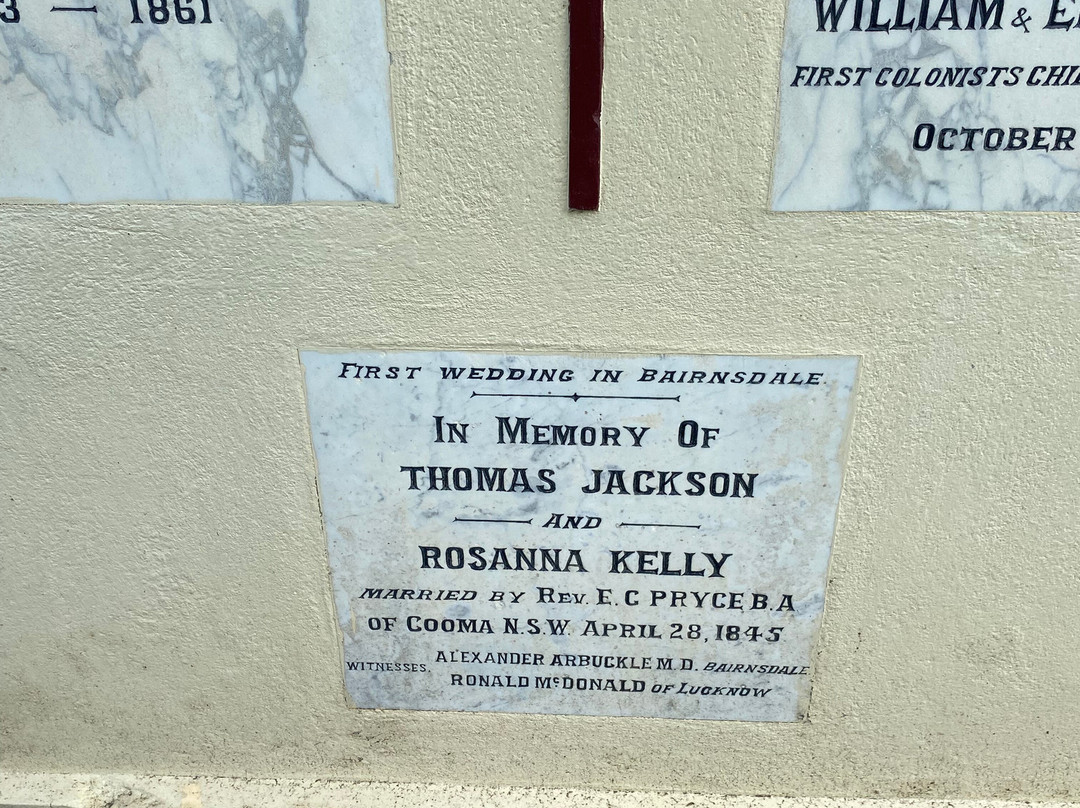 3 — 1861
WILLIAM &
FIRST COLONISTS
OCTOBER
FIRST WEDDING IN BAIRNSDALE.
IN MEMORY OF
THOMAS JACKSON
AND
ROSANNA KELLY
MARRIED BY REV. E. C PRYCE, B.A
OF COOMA N.S.W. APRIL 28, 1845
WITNESSES. ALEXANDER ARBUCKLE M.D. BAIRNSDALE
RONALD McDONALD OF LUCKNOW